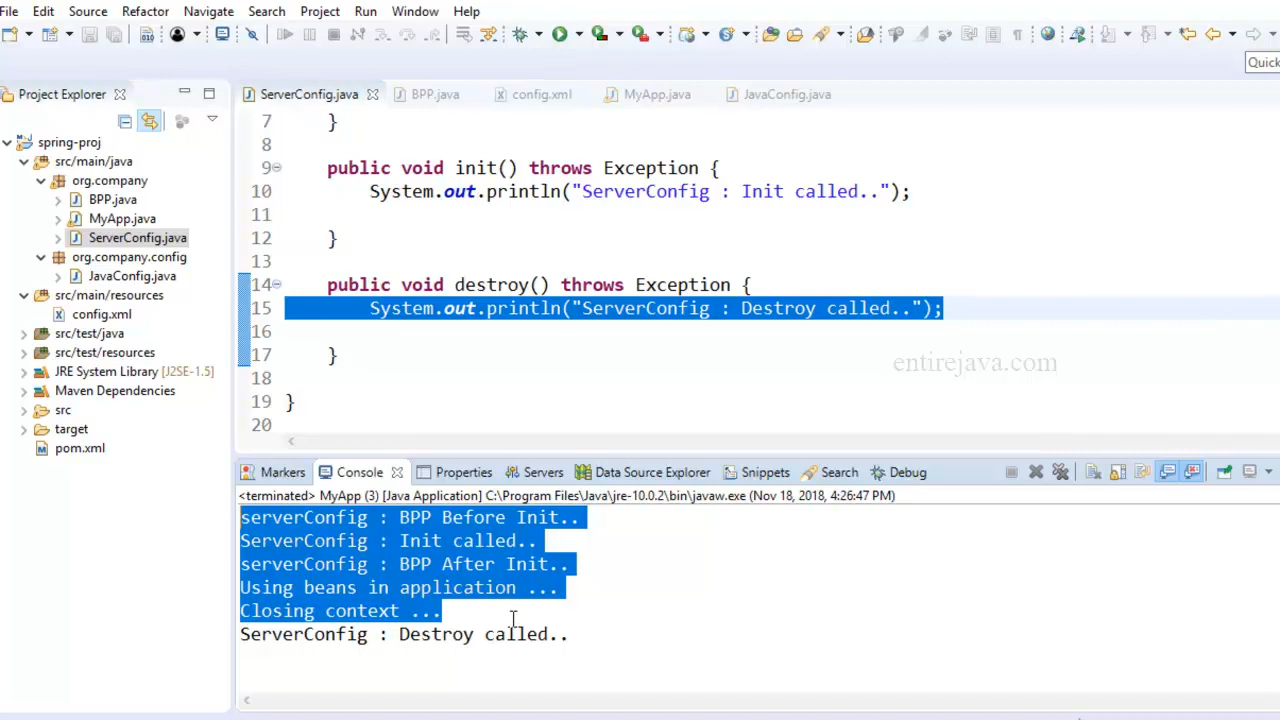 File Edit Source Refactor Navigate Search Project Run Window Help
Quick
Project Explorer
ServerConfig.java BPP.java config.xml MyApp.java JavaConfig.java
spring-proj
src/main/java
org.company
BPP.java
MyApp.java
ServerConfig.java
org.company.config
JavaConfig.java
src/main/resources
config.xml
src/test/java
src/test/resources
JRE System Library [J2SE-1.5]
Maven Dependencies
src
target
pom.xml
7 }
8
9 public void init() throws Exception {
10 System.out.println("ServerConfig : Init called..");
11
12 }
13
14 public void destroy() throws Exception {
15 System.out.println("ServerConfig : Destroy called..");
16
17 }
18
19 }
20
entirejava.com
Markers Console Properties Servers Data Source Explorer Snippets Search Debug
<terminated> MyApp (3) [Java Application] C:\Program Files\Java\jre-10.0.2\bin\javaw.exe (Nov 18, 2018, 4:26:47 PM)
serverConfig : BPP Before Init..
ServerConfig : Init called..
serverConfig : BPP After Init..
Using beans in application ...
Closing context ...
ServerConfig : Destroy called..